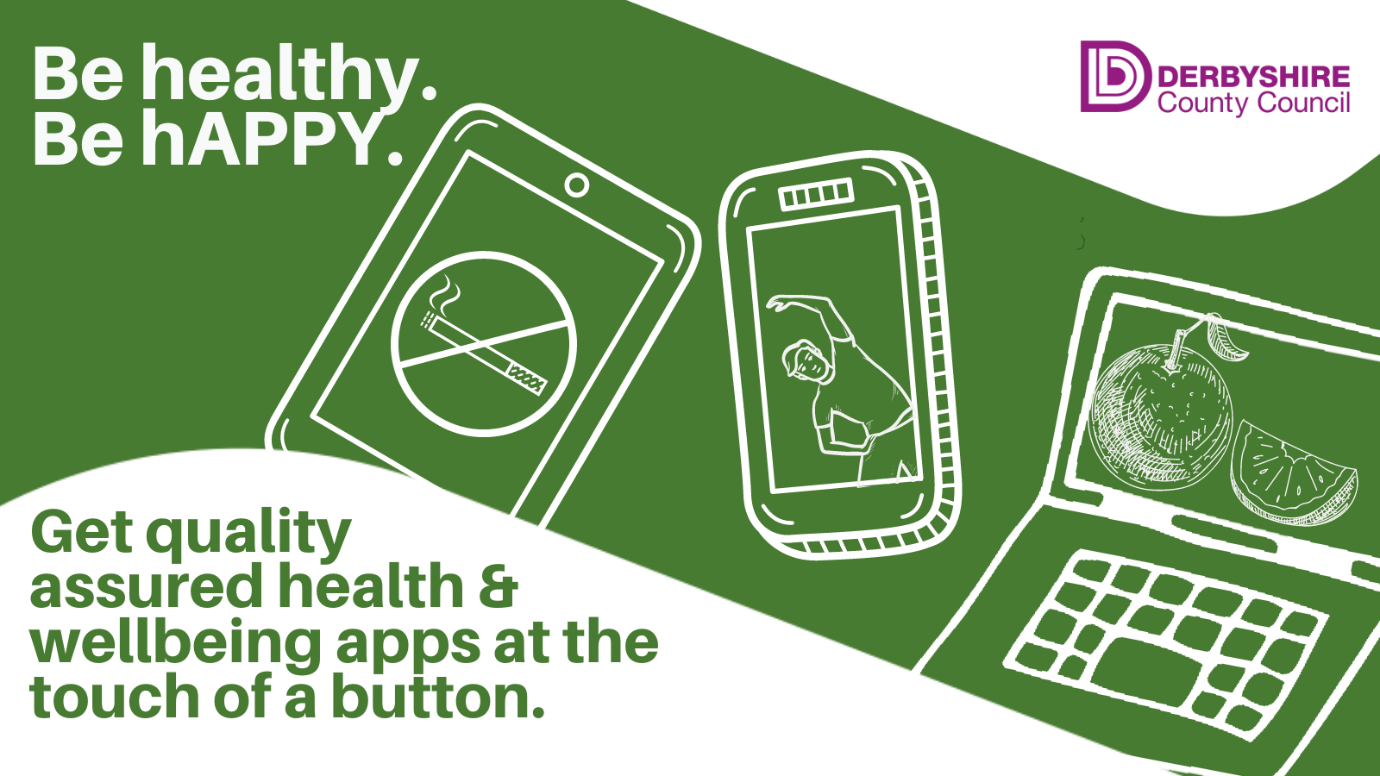 Be healthy.
Be hAPPY.
DERBYSHIRE
County Council
Get quality
assured health &
wellbeing apps at the
touch of a button.